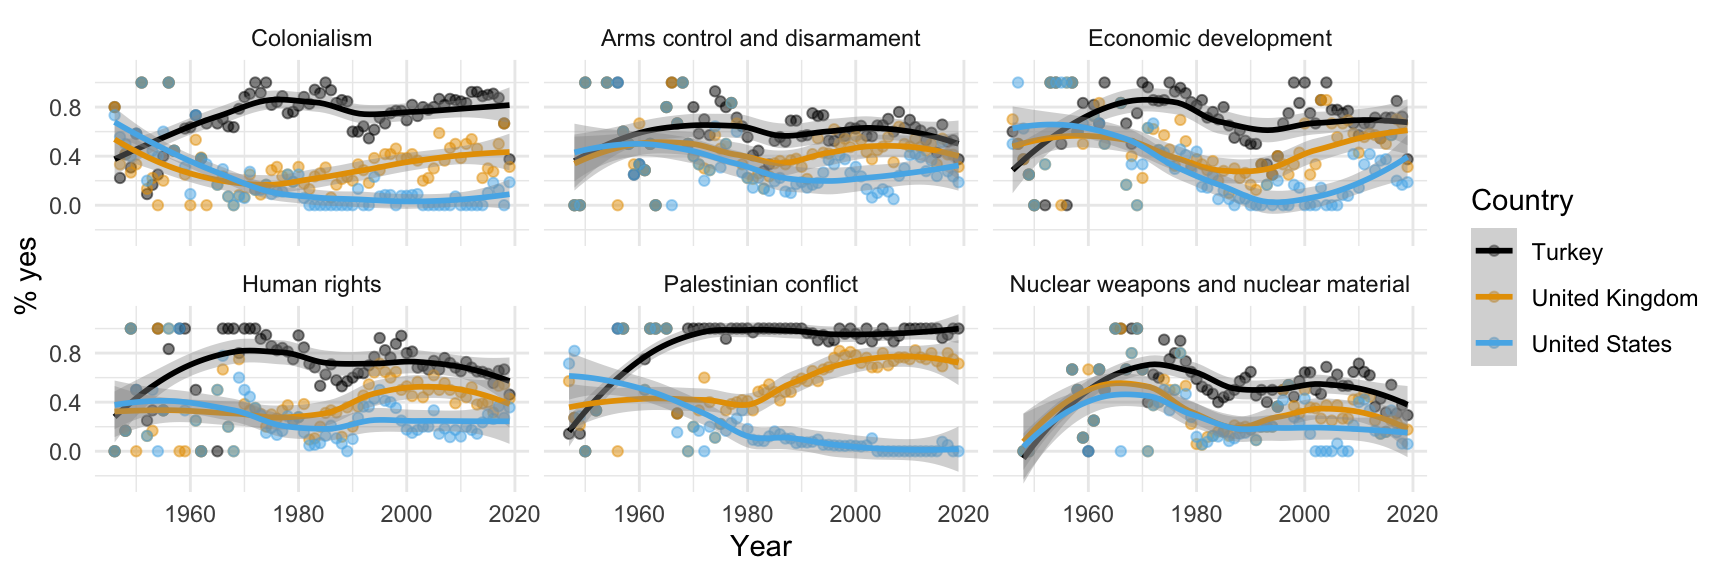 Colonialism
Arms control and disarmament
Economic development
0.8
0.4
0.0
% yes
Human rights
Palestinian conflict
Nuclear weapons and nuclear material
0.8
0.4
0.0
1960 1980 2000 2020
1960 1980 2000 2020
1960 1980 2000 2020
Year
Country
Turkey
United Kingdom
United States